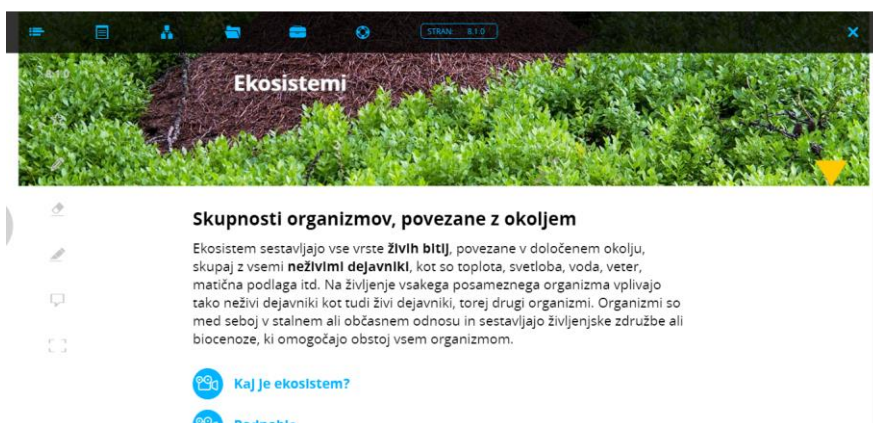 STRAN: 8.1.0
8.1.0
Ekosistemi
Skupnosti organizmov, povezane z okoljem
Ekosistem sestavljajo vse vrste živih bitij, povezane v določenem okolju,
skupaj z vsemi neživimi dejavniki, kot so toplota, svetloba, voda, veter,
matična podlaga itd. Na življenje vsakega posameznega organizma vplivajo
tako neživi dejavniki kot tudi živi dejavniki, torej drugi organizmi. Organizmi so
med seboj v stalnem ali občasnem odnosu in sestavljajo življenjske združbe ali
biocenoze, ki omogočajo obstoj vsem organizmom.
Kaj je ekosistem?